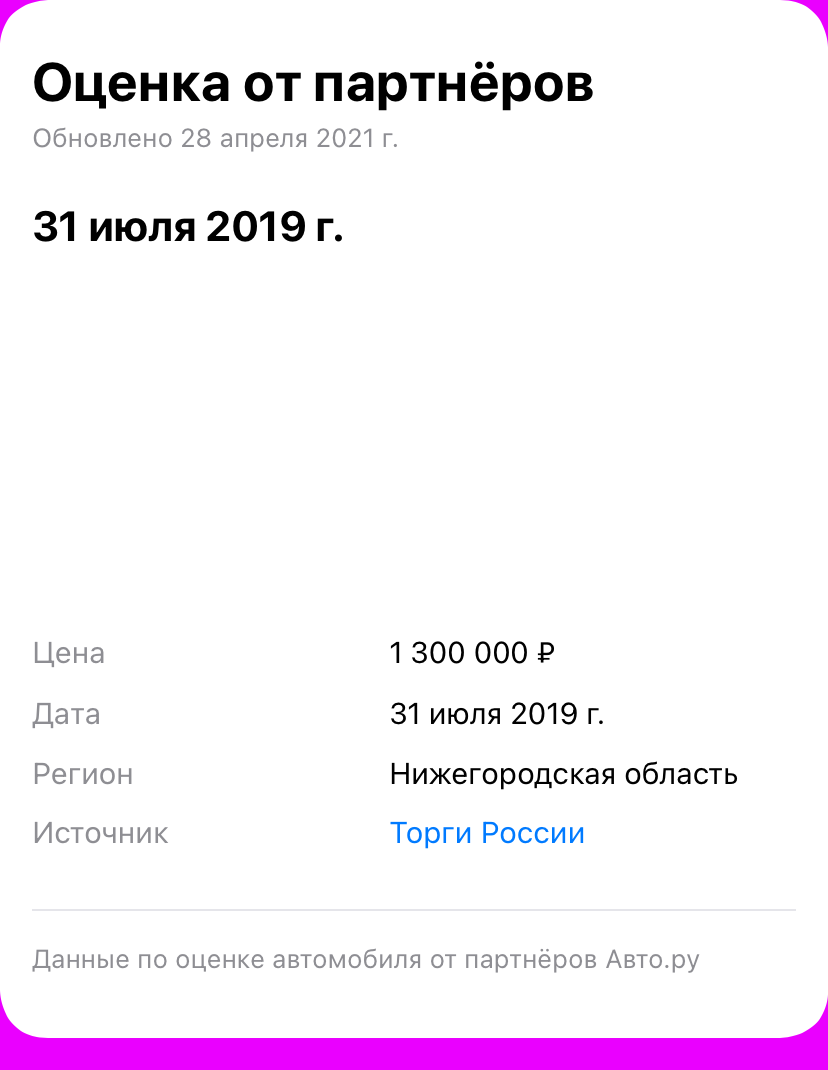 Оценка от партнёров
Обновлено 28 апреля 2021 г.
31 июля 2019 г.
Цена 1 300 000 ₽
Дата 31 июля 2019 г.
Регион Нижегородская область
Источник Торги России
Данные по оценке автомобиля от партнёров Авто.ру